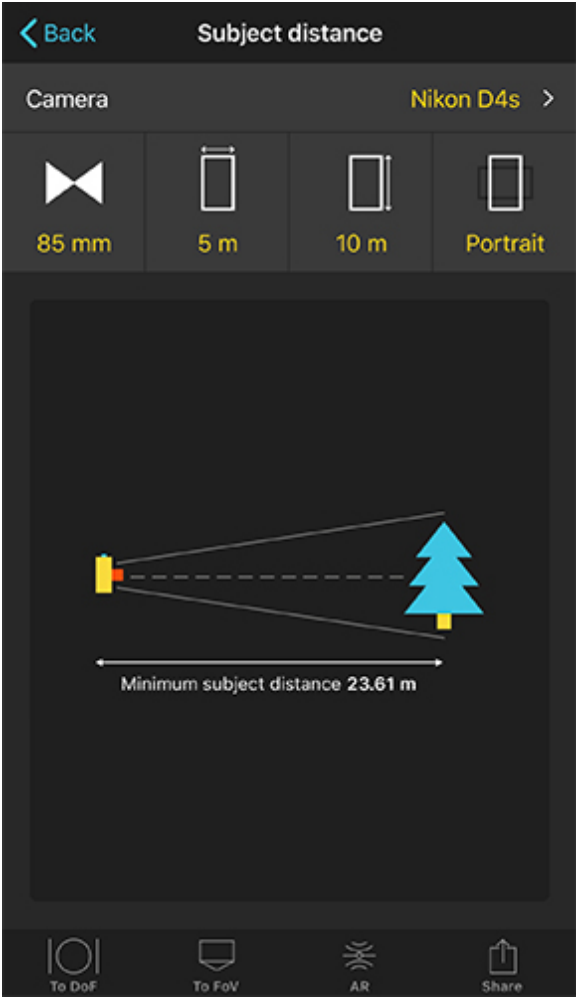 Back Subject distance
Camera Nikon D4s
85 mm 5 m 10 m Portrait
Minimum subject distance 23.61 m
To DoF To FoV AR Share